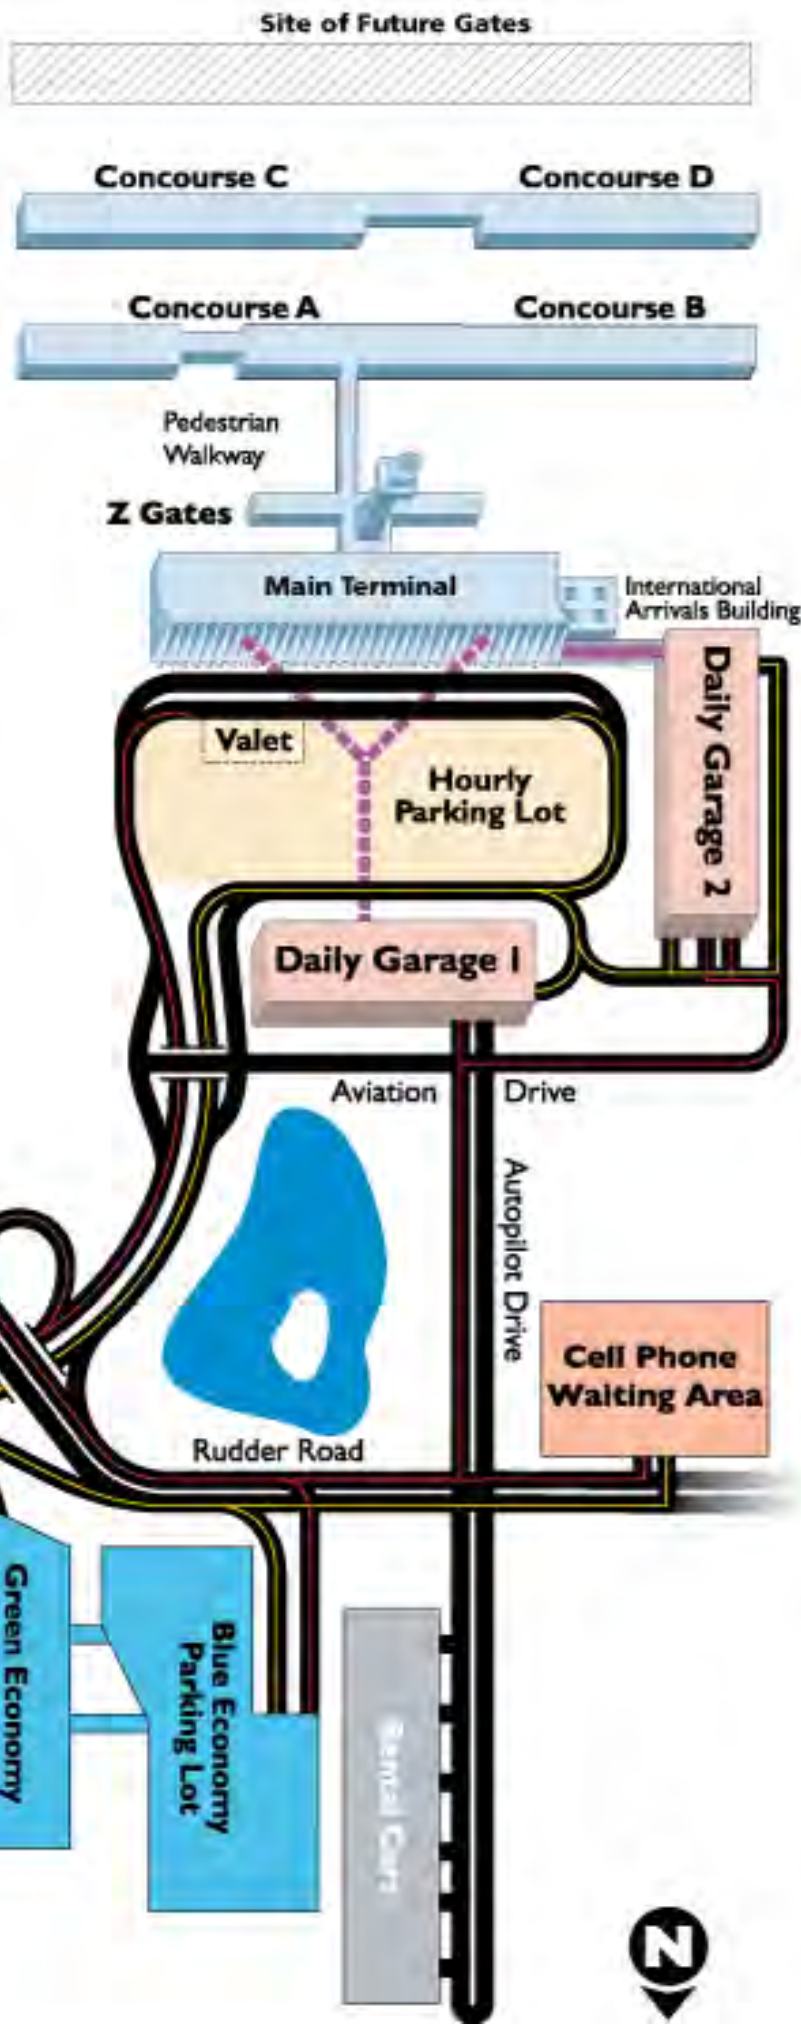 Site of Future Gates
Concourse C
Concourse D
Concourse A
Concourse B
Pedestrian
Walkway
Z Gates
Main Terminal
International
Arrivals Building
Valet
Hourly
Parking Lot
Daily Garage 2
Daily Garage 1
Aviation
Drive
Autopilot Drive
Cell Phone
Waiting Area
Rudder Road
Green Economy
Blue Economy
Parking Lot
Rental Cars
N